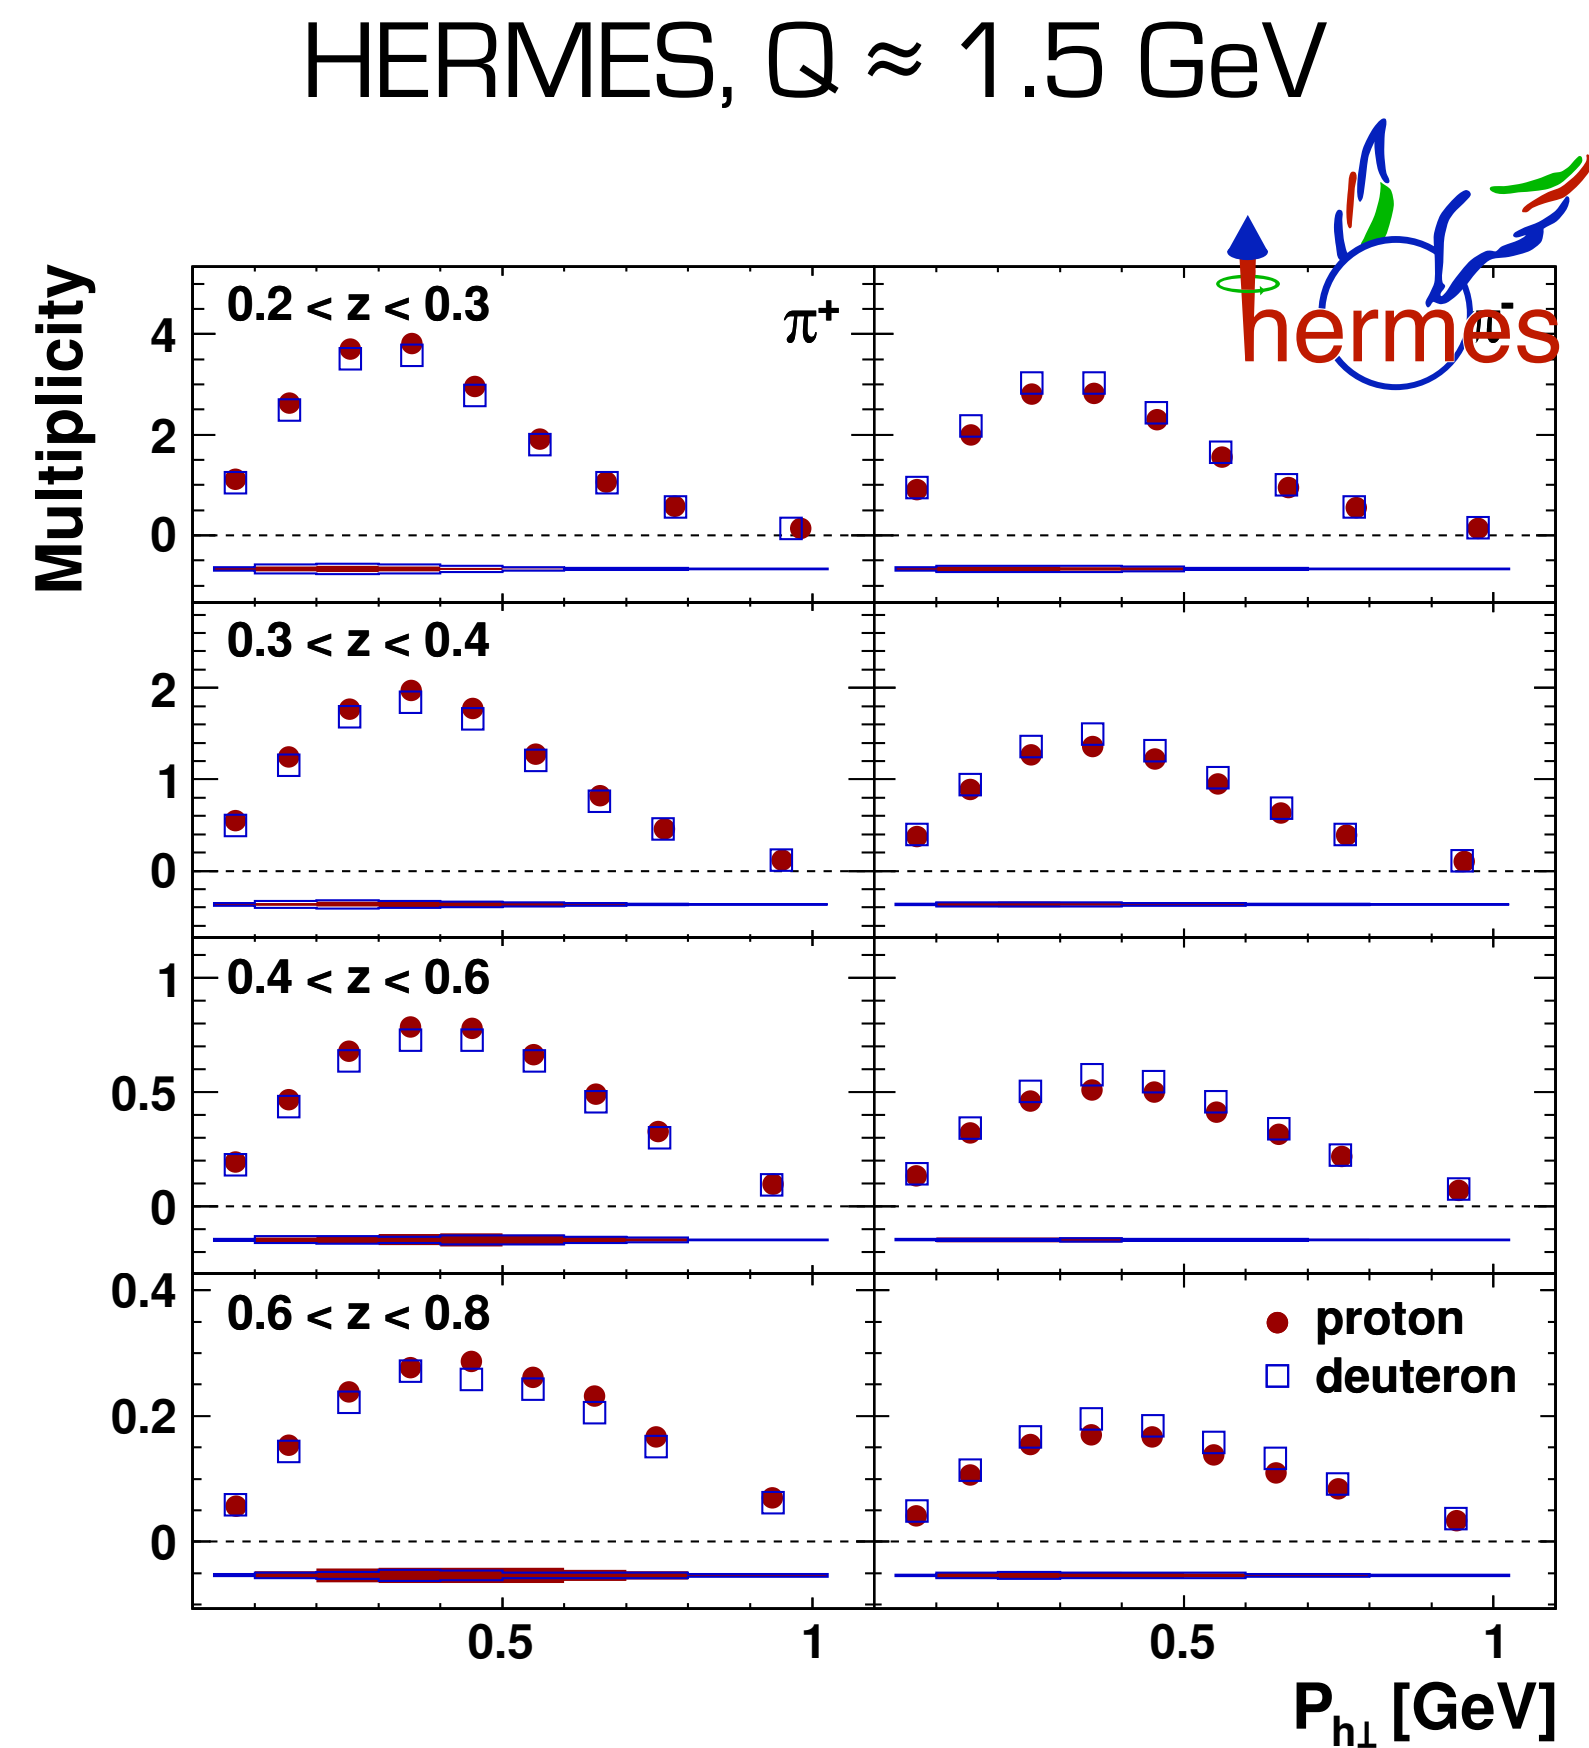 HERMES, Q ≈ 1.5 GeV
hermes
Multiplicity
0.2 < z < 0.3
π+
π-
4
2
0
0.3 < z < 0.4
2
1
0
0.4 < z < 0.6
1
0.5
0
0.6 < z < 0.8
proton
deuteron
0.4
0.2
0
0.5 1 0.5 1
Ph⊥ [GeV]